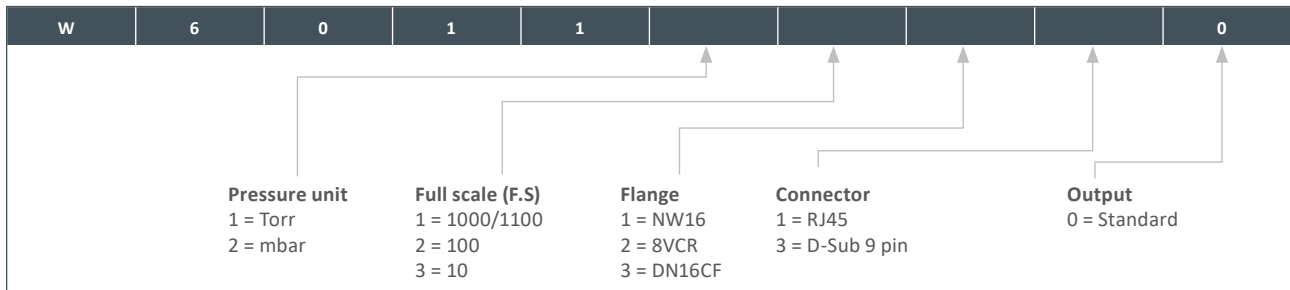 W 6 0 1 1 0
Pressure unit Full scale (F.S) Flange Connector Output
1 = Torr 1 = 1000/1100 1 = NW16 1 = RJ45 0 = Standard
2 = mbar 2 = 100 2 = 8VCR 3 = D-Sub 9 pin
3 = 10 3 = DN16CF